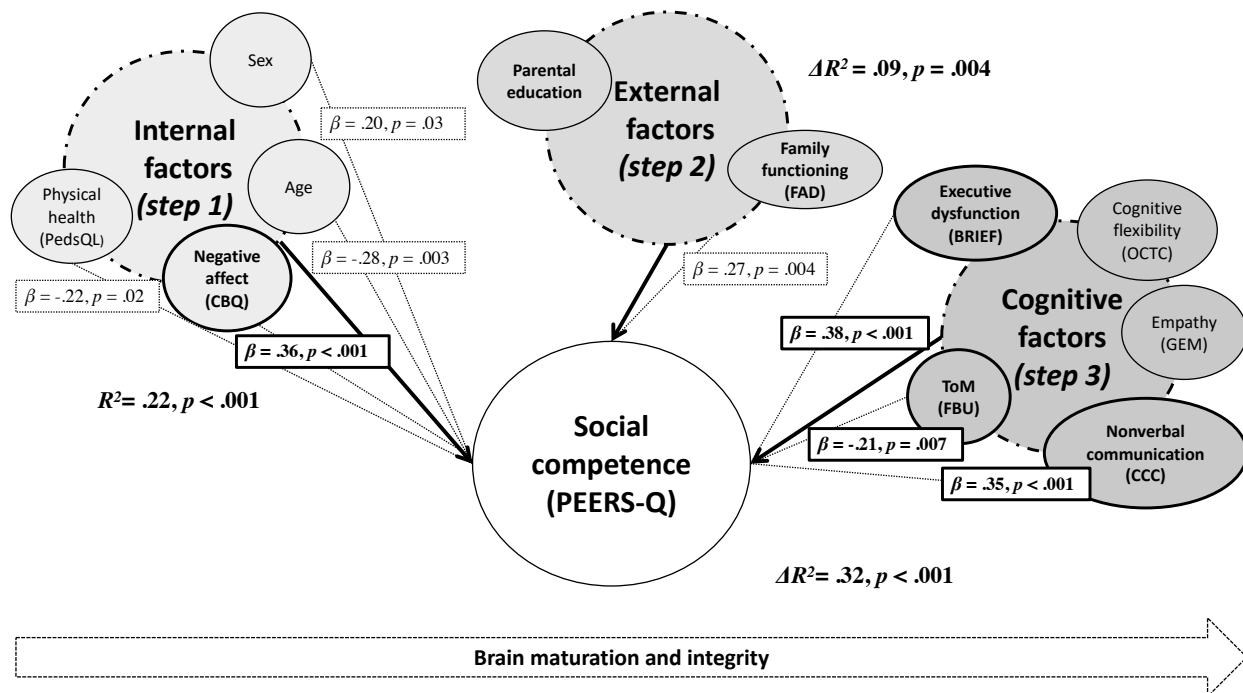 Sex
Internal
factors
(step 1)
Physical
health
(PedsQL)
Age
Negative
affect
(CBQ)
β = .20, p = .03
β = -.28, p = .003
β = -.22, p = .02
β = .36, p < .001
R²= .22, p < .001
Parental
education
External
factors
(step 2)
Family
functioning
(FAD)
ΔR² = .09, p = .004
β = .27, p = .004
Executive
dysfunction
(BRIEF)
Cognitive
flexibility
(OCTC)
Cognitive
factors
(step 3)
Empathy
(GEM)
ToM
(FBU)
Nonverbal
communication
(CCC)
β = .38, p < .001
β = -.21, p = .007
β = .35, p < .001
Social
competence
(PEERS-Q)
ΔR²= .32, p < .001
Brain maturation and integrity